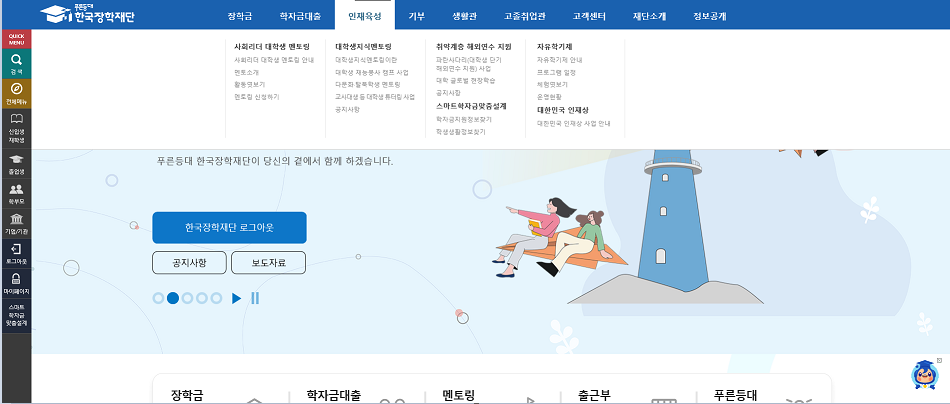 푸른등대
한국장학재단
장학금
학자금대출
인재육성
기부
생활관
고졸취업관
고객센터
재단소개
정보공개
QUICK
MENU
검 색
전체메뉴
신입생
재학생
졸업생
학부모
기업/기관
로그아웃
마이페이지
스마트
학자금
맞춤설계
사회리더 대학생 멘토링
사회리더 대학생 멘토링 안내
멘토소개
활동엿보기
멘토링 신청하기
대학생지식멘토링
대학생지식멘토링이란
대학생 재능봉사 캠프 사업
다문화·탈북학생 멘토링
교사대생 등 대학생 튜터링 사업
공지사항
취약계층 해외연수 지원
파란사다리(대학생 단기
해외연수 지원) 사업
대학 글로벌 현장학습
공지사항
스마트학자금맞춤설계
학자금지원정보찾기
학생생활정보찾기
자유학기제
자유학기제 안내
프로그램 일정
체험엿보기
운영현황
대한민국 인재상
대한민국 인재상 사업 안내
푸른등대 한국장학재단이 당신의 곁에서 함께 하겠습니다.
한국장학재단 로그아웃
공지사항
보도자료
장학금
학자금대출
멘토링
출근부
푸른등대